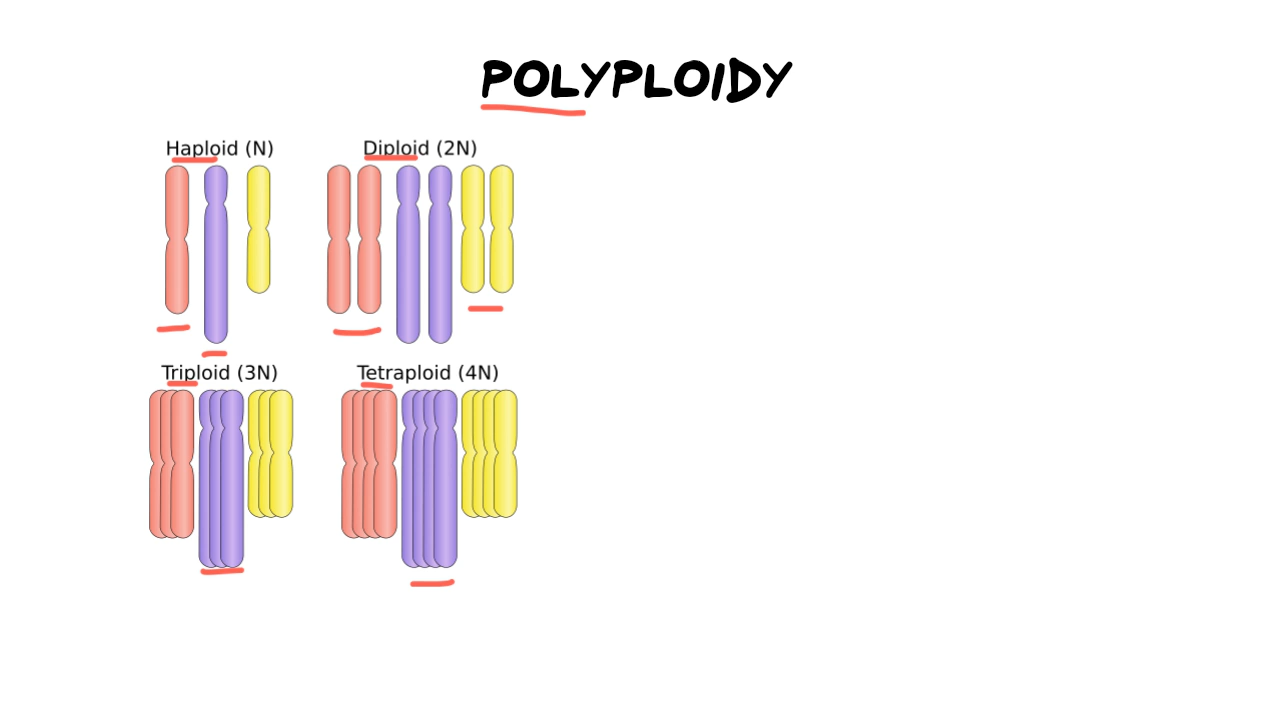 POLYPLOIDY
Haploid (N)
Diploid (2N)
Triploid (3N)
Tetraploid (4N)